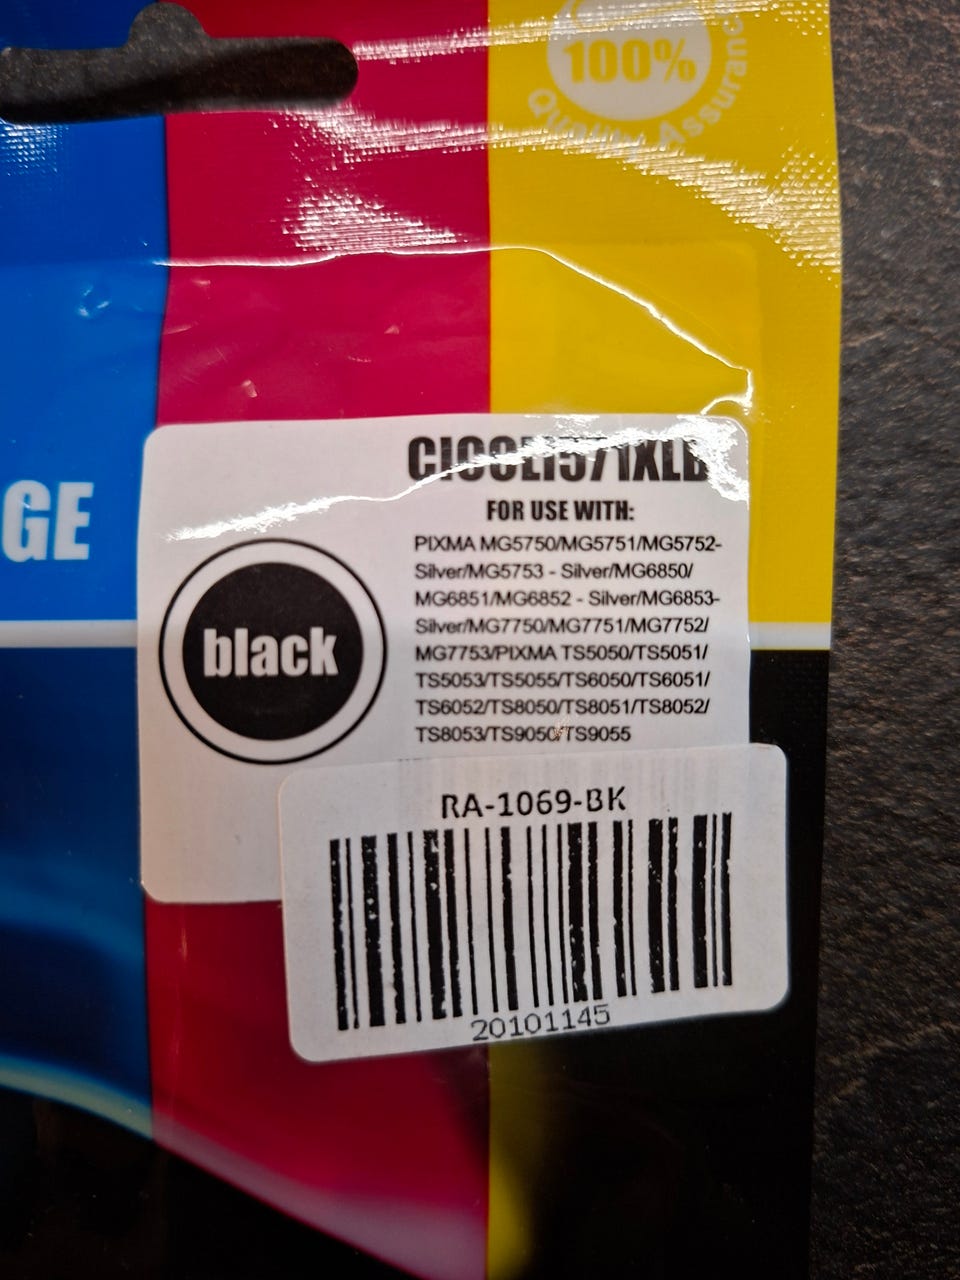 100%
Quality Assurance
GE
CICCLI571XLB
FOR USE WITH:
PIXMA MG5750/MG5751/MG5752-
Silver/MG5753 - Silver/MG6850/
MG6851/MG6852 - Silver/MG6853-
Silver/MG7750/MG7751/MG7752/
MG7753/PIXMA TS5050/TS5051/
TS5053/TS5055/TS6050/TS6051/
TS6052/TS8050/TS8051/TS8052/
TS8053/TS9050/TS9055
black
RA-1069-BK
20101145